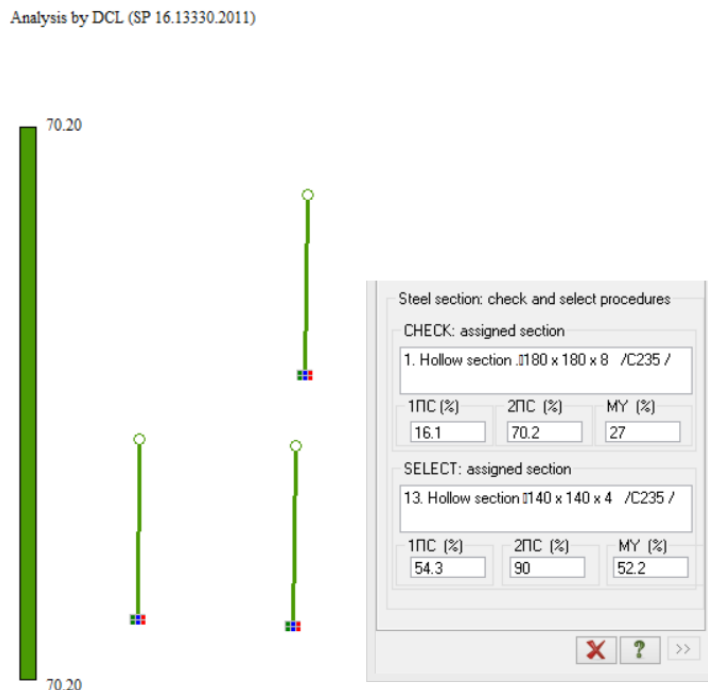 Analysis by DCL (SP 16.13330.2011)
70.20
70.20
Steel section: check and select procedures
CHECK: assigned section
1. Hollow section .▯180 x 180 x 8 /C235 /
1ПС (%) 2ПС (%) МУ (%)
16.1 70.2 27
SELECT: assigned section
13. Hollow section ▯140 x 140 x 4 /C235 /
1ПС (%) 2ПС (%) МУ (%)
54.3 90 52.2
? >>